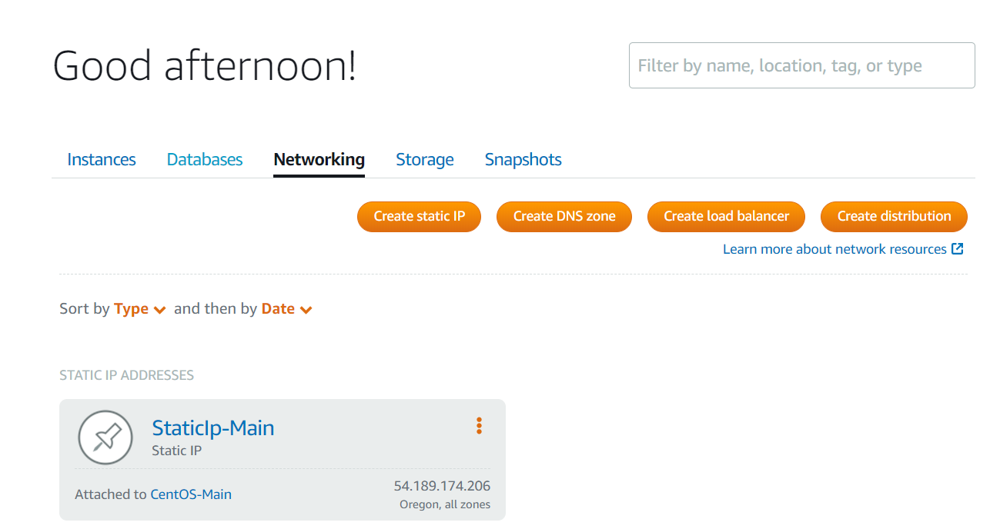 Good afternoon!
Filter by name, location, tag, or type
Instances Databases Networking Storage Snapshots
Create static IP Create DNS zone Create load balancer Create distribution
Learn more about network resources
Sort by Type and then by Date
STATIC IP ADDRESSES
StaticIp-Main
Static IP
Attached to CentOS-Main
54.189.174.206
Oregon, all zones